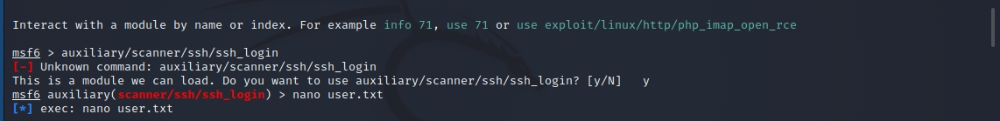 Interact with a module by name or index. For example info 71, use 71 or use exploit/linux/http/php_imap_open_rce
msf6 > auxiliary/scanner/ssh/ssh_login
[-] Unknown command: auxiliary/scanner/ssh/ssh_login
This is a module we can load. Do you want to use auxiliary/scanner/ssh/ssh_login? [y/N]   y
msf6 auxiliary(scanner/ssh/ssh_login) > nano user.txt
[*] exec: nano user.txt